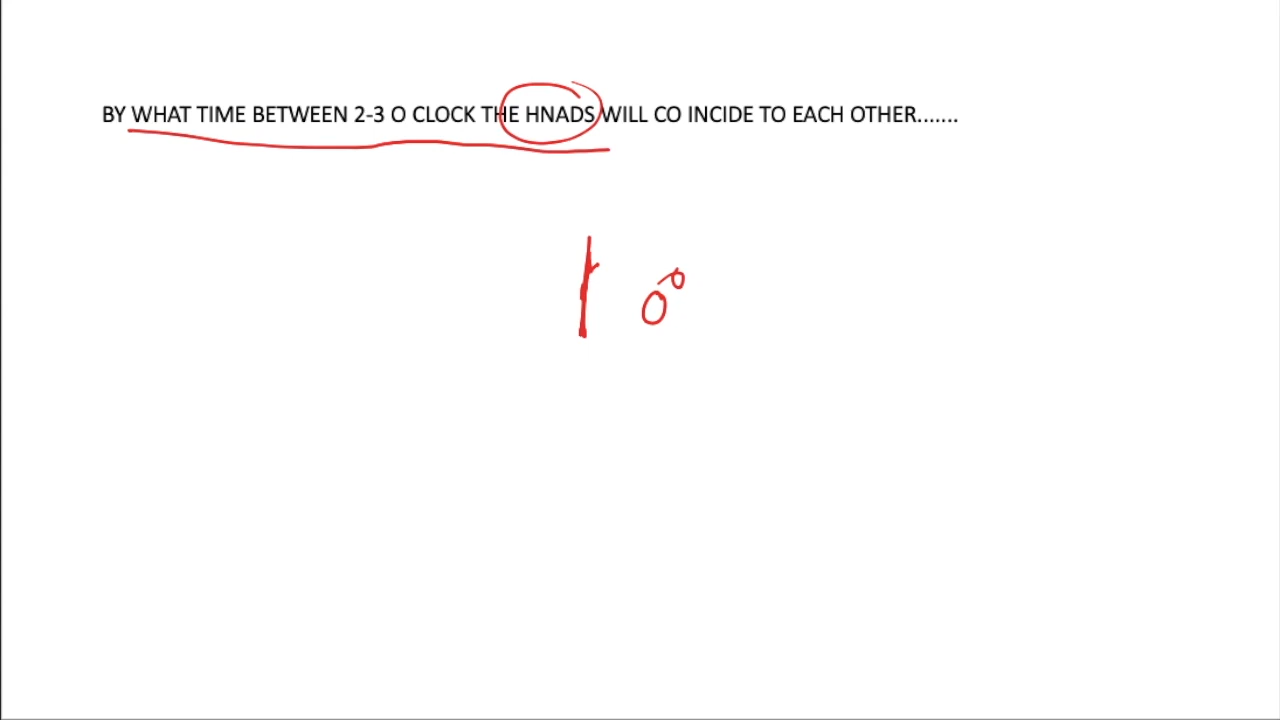 BY WHAT TIME BETWEEN 2-3 O CLOCK THE HNADS WILL CO INCIDE TO EACH OTHER.......
0°